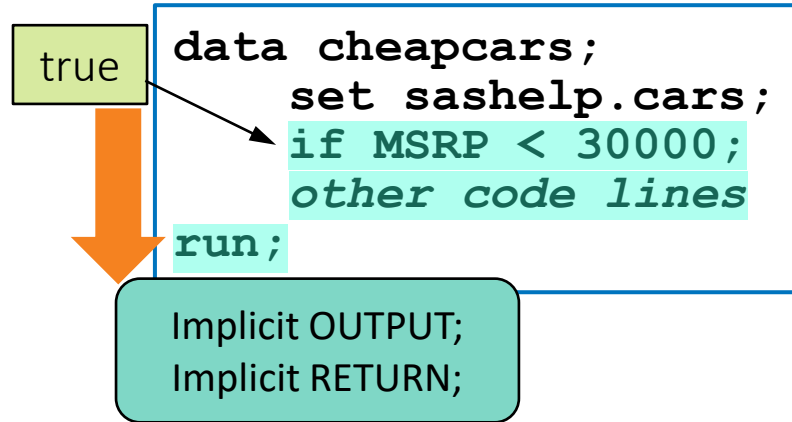 true
data cheapcars;
set sashelp.cars;
if MSRP < 30000;
other code lines
run;
Implicit OUTPUT;
Implicit RETURN;